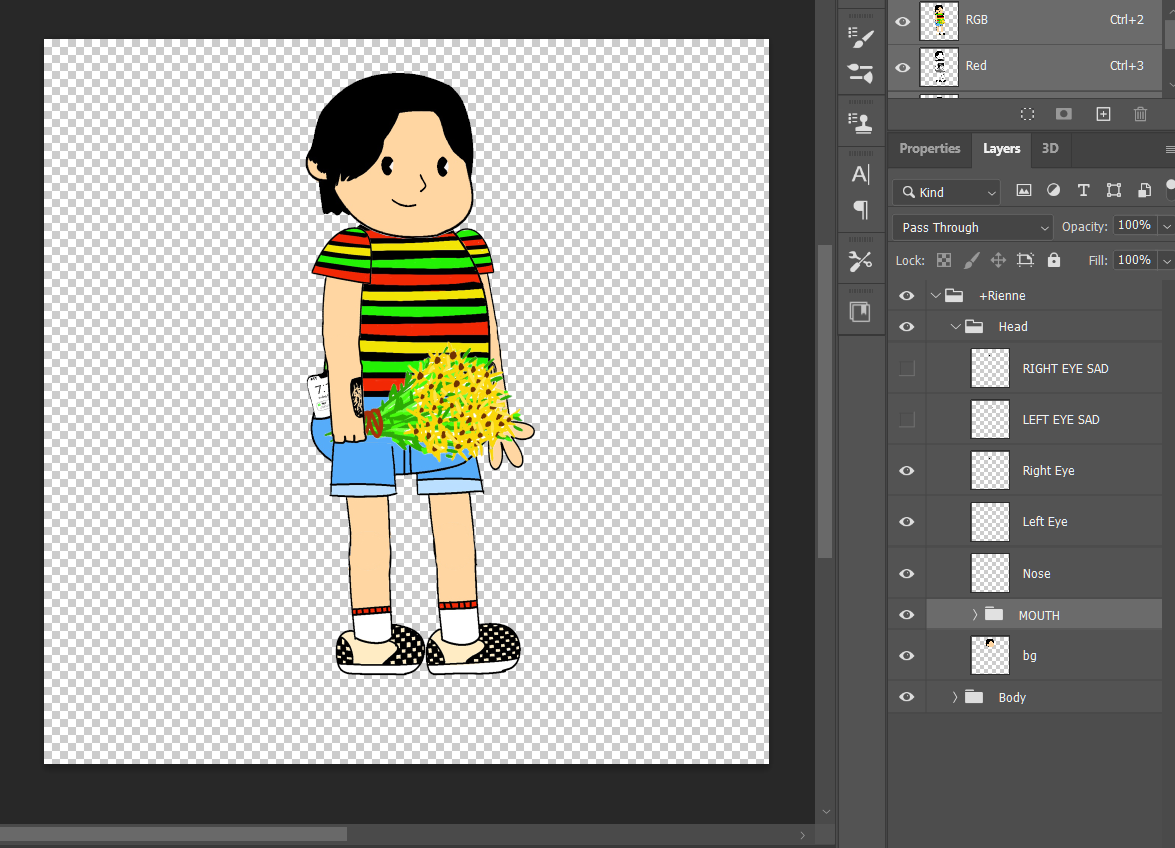 RGB Ctrl+2
Red Ctrl+3
Properties Layers 3D
Kind
Pass Through Opacity: 100%
Lock: Fill: 100%
+Rienne
Head
RIGHT EYE SAD
LEFT EYE SAD
Right Eye
Left Eye
Nose
MOUTH
bg
Body